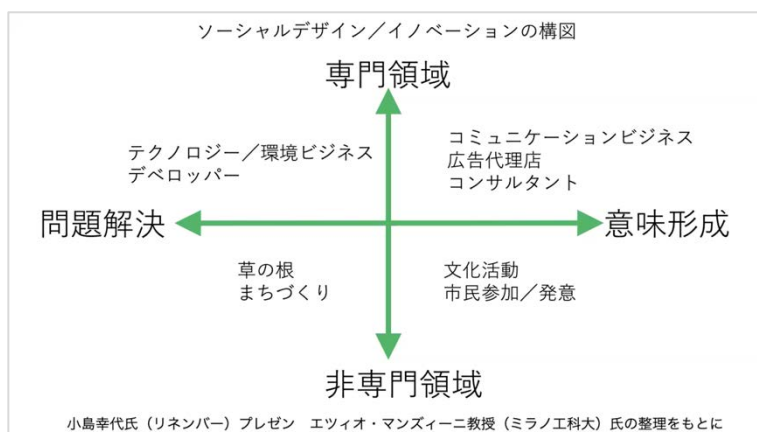 ソーシャルデザイン／イノベーションの構図
専門領域
テクノロジー／環境ビジネス
デベロッパー
コミュニケーションビジネス
広告代理店
コンサルタント
問題解決
意味形成
草の根
まちづくり
文化活動
市民参加／発意
非専門領域
小島幸代氏（リネンバー）プレゼン　エツィオ・マンズィーニ教授（ミラノ工科大）氏の整理をもとに